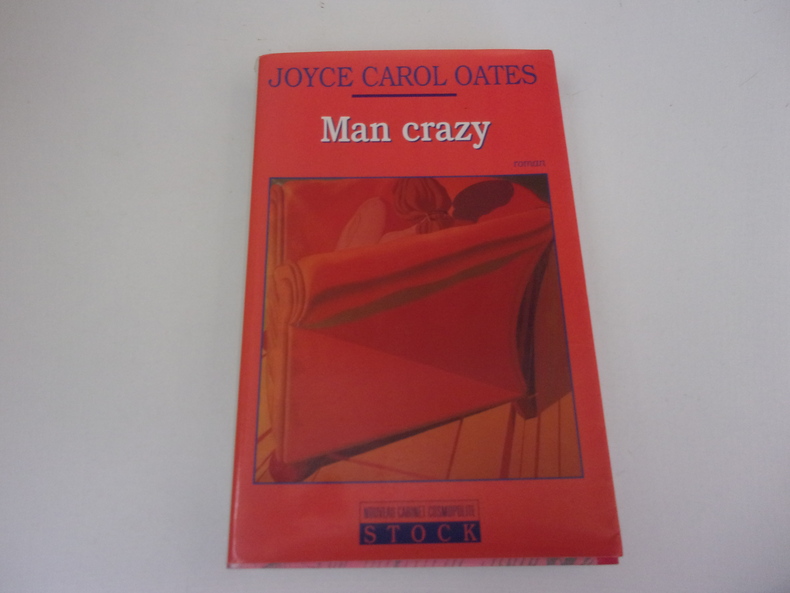 JOYCE CAROL OATES
Man crazy
roman
NOUVEAU CABINET COSMOPOLITE
STOCK